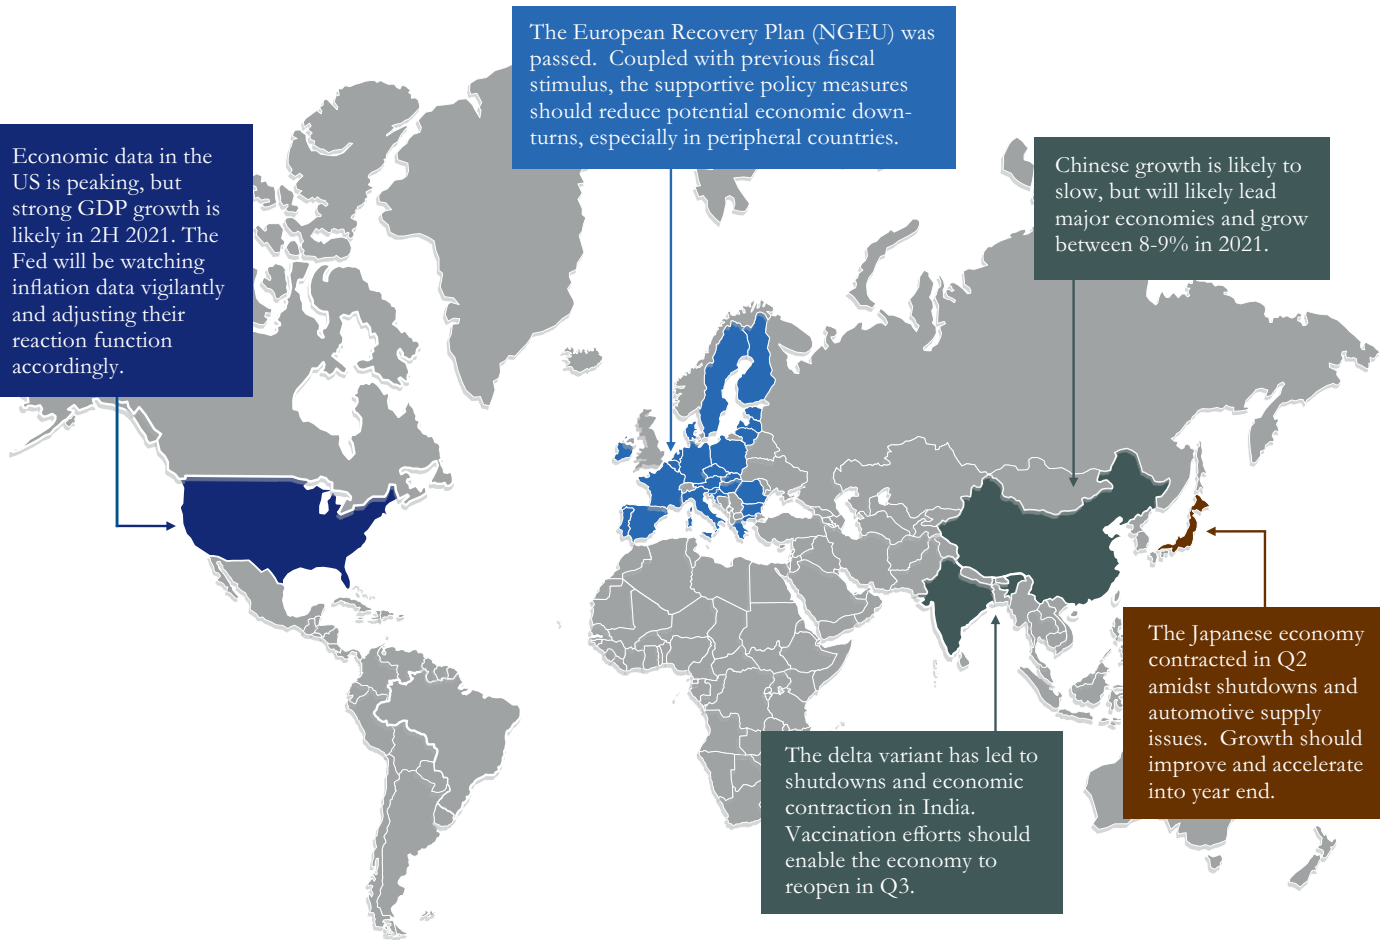 The European Recovery Plan (NGEU) was
passed.  Coupled with previous fiscal
stimulus, the supportive policy measures
should reduce potential economic down-
turns, especially in peripheral countries.
Economic data in the
US is peaking, but
strong GDP growth is
likely in 2H 2021. The
Fed will be watching
inflation data vigilantly
and adjusting their
reaction function
accordingly.
Chinese growth is likely to
slow, but will likely lead
major economies and grow
between 8-9% in 2021.
The Japanese economy
contracted in Q2
amidst shutdowns and
automotive supply
issues.  Growth should
improve and accelerate
into year end.
The delta variant has led to
shutdowns and economic
contraction in India.
Vaccination efforts should
enable the economy to
reopen in Q3.